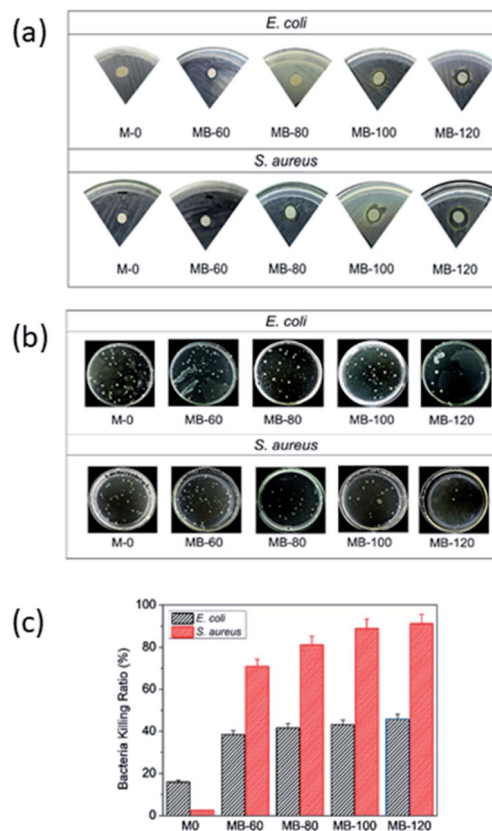 (a)
E. coli
M-0 MB-60 MB-80 MB-100 MB-120
S. aureus
M-0 MB-60 MB-80 MB-100 MB-120
(b)
E. coli
M-0 MB-60 MB-80 MB-100 MB-120
S. aureus
M-0 MB-60 MB-80 MB-100 MB-120
(c)
Bacteria Killing Ratio (%)
100
80
60
40
20
0
E. coli
S. aureus
M0 MB-60 MB-80 MB-100 MB-120